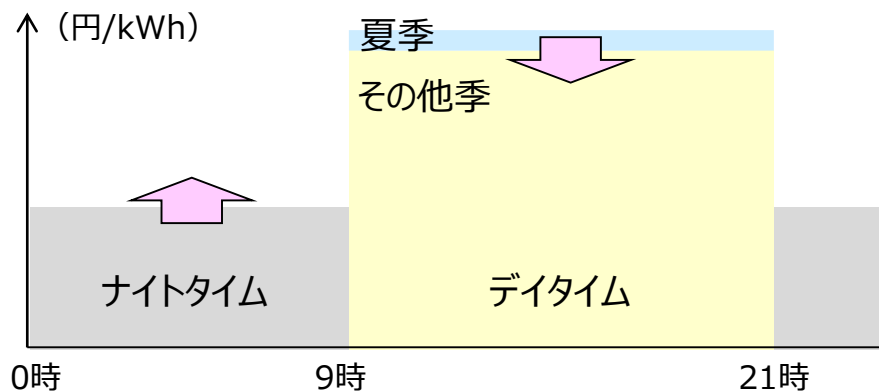 （円/kWh）
夏季
その他季
ナイトタイム
デイタイム
0時
9時
21時